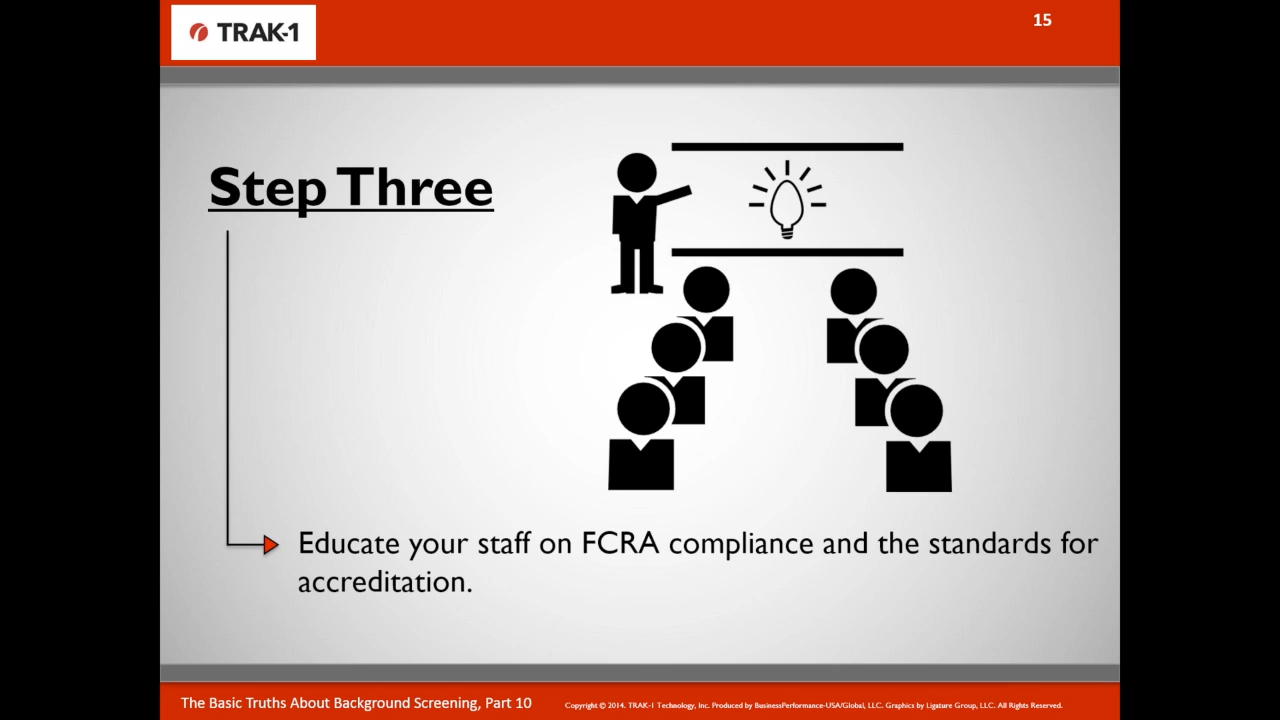 TRAK-1
15
Step Three
Educate your staff on FCRA compliance and the standards for
accreditation.
The Basic Truths About Background Screening, Part 10
Copyright © 2014. TRAK-1 Technology, Inc. Produced by BusinessPerformance-USA/Global, LLC. Graphics by Ligature Group, LLC. All Rights Reserved.